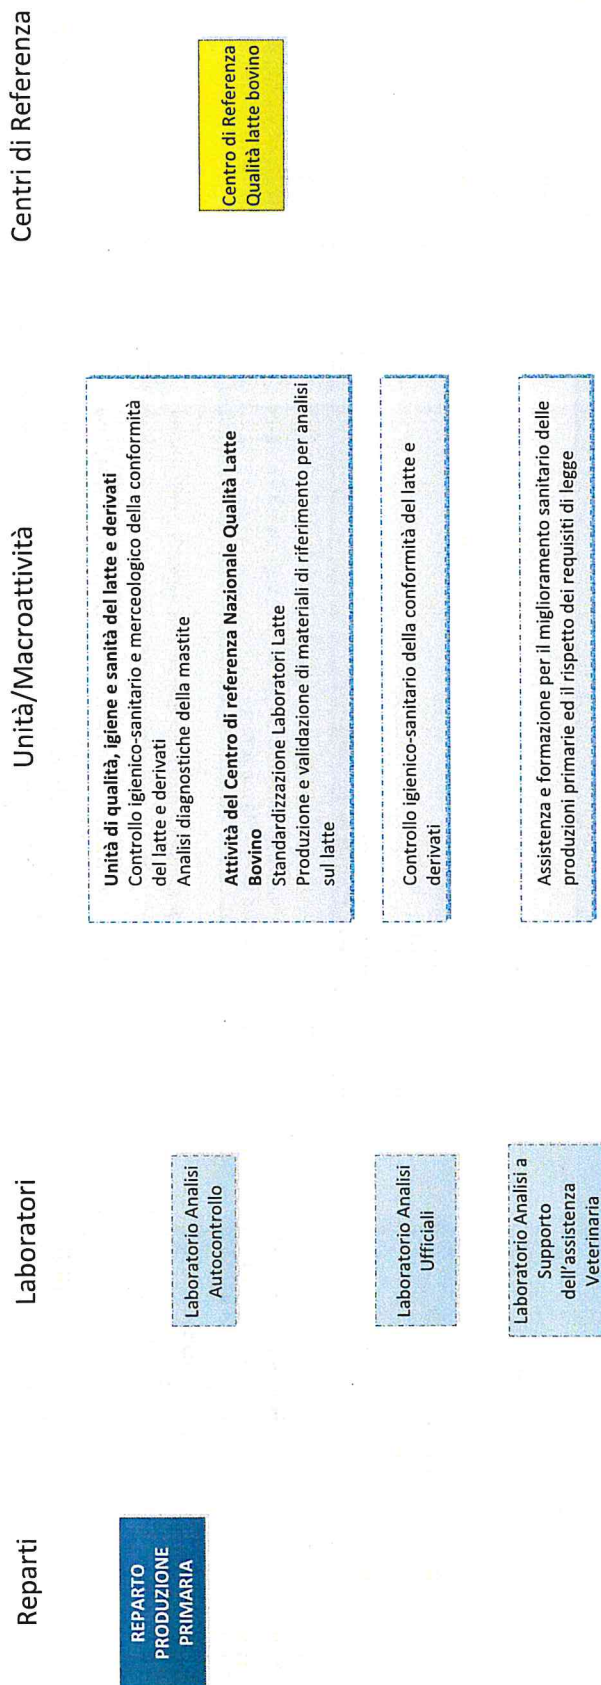 Reparti
Laboratori
Unità/Macroattività
Centri di Referenza
REPARTO
PRODUZIONE
PRIMARIA
Laboratorio Analisi
Autocontrollo
Unità di qualità, igiene e sanità del latte e derivati
Controllo igienico-sanitario e merceologico della conformità
del latte e derivati
Analisi diagnostiche della mastite
Attività del Centro di referenza Nazionale Qualità Latte
Bovino
Standardizzazione Laboratori Latte
Produzione e validazione di materiali di riferimento per analisi
sul latte
Centro di Referenza
Qualità latte bovino
Laboratorio Analisi
Ufficiali
Controllo igienico-sanitario della conformità del latte e
derivati
Laboratorio Analisi a
Supporto
dell'assistenza
Veterinaria
Assistenza e formazione per il miglioramento sanitario delle
produzioni primarie ed il rispetto dei requisiti di legge